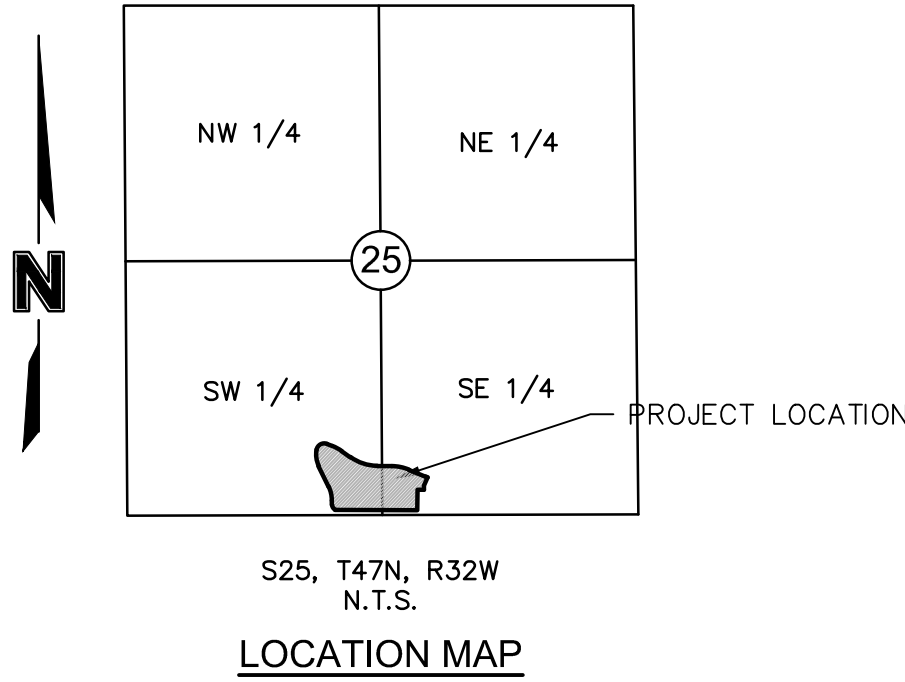 NW 1/4
NE 1/4
N
25
SW 1/4
SE 1/4
PROJECT LOCATION
S25, T47N, R32W
N.T.S.
LOCATION MAP